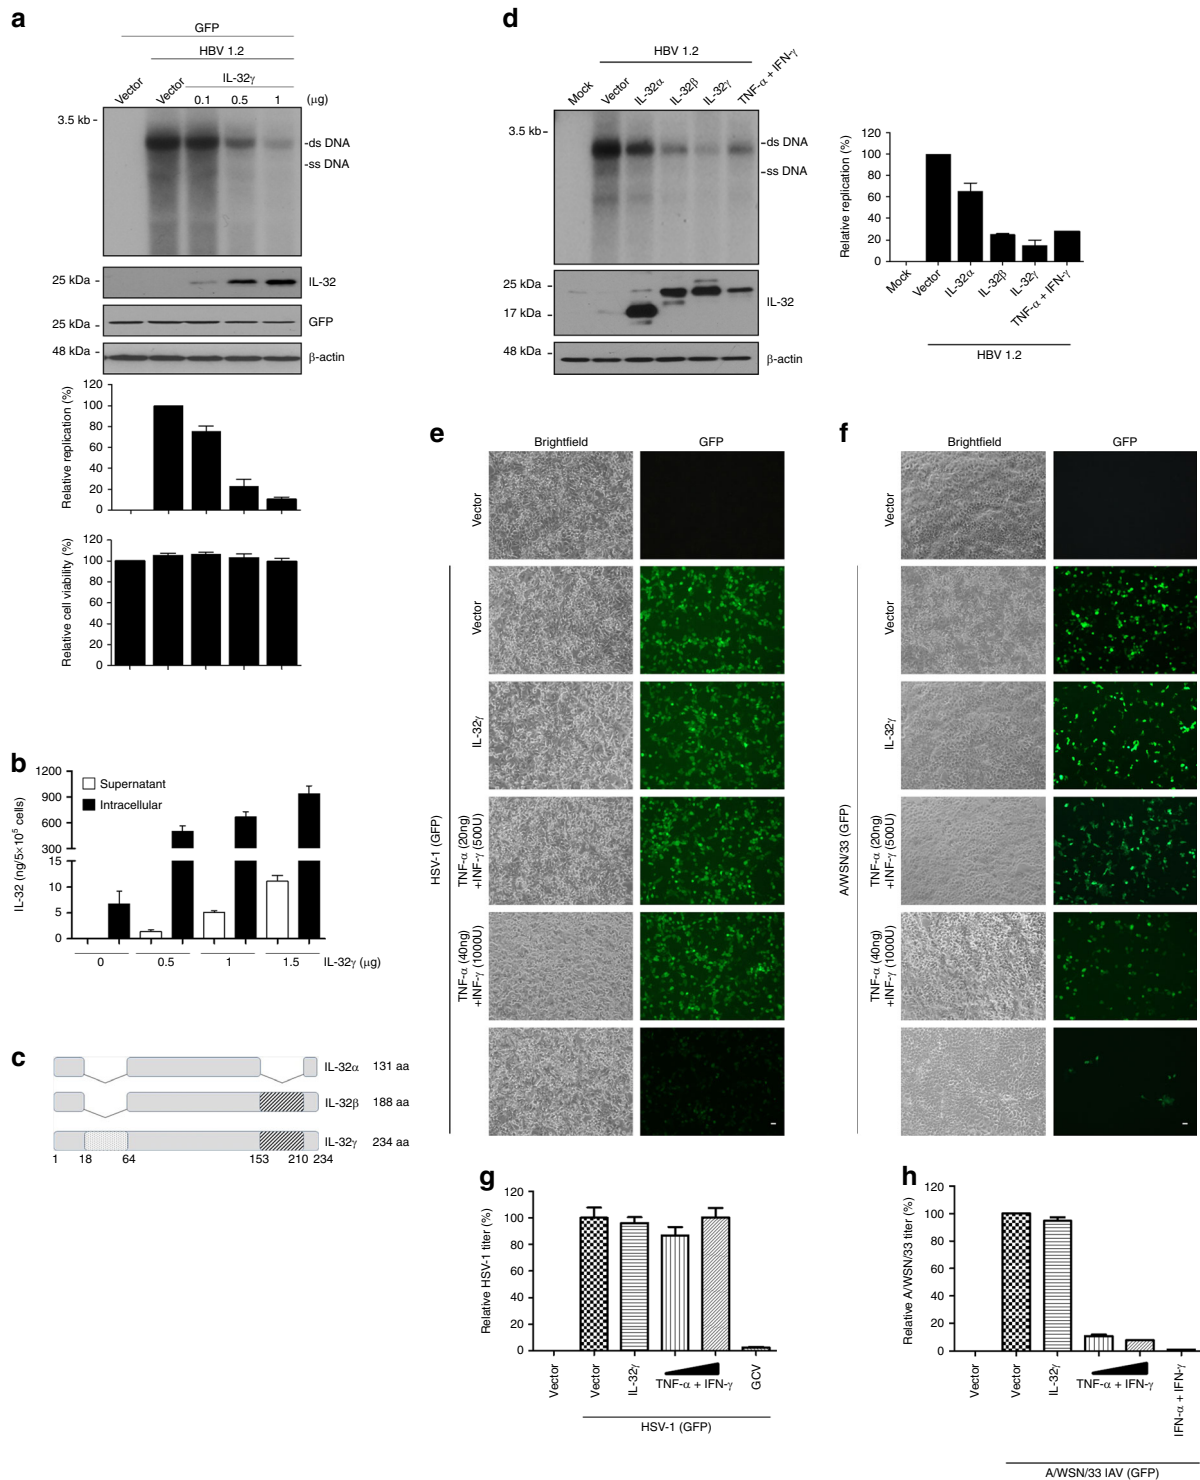 a
GFP
HBV 1.2
IL-32γ
Vector
Vector
0.1
0.5
1
(μg)
3.5 kb
ds DNA
ss DNA
25 kDa
IL-32
25 kDa
GFP
48 kDa
β-actin
Relative replication (%)
120
100
80
60
40
20
0
Relative cell viability (%)
120
100
80
60
40
20
0
b
IL-32 (ng/5×10⁵ cells)
1200
900
600
300
15
10
5
0
Supernatant
Intracellular
0
0.5
1
1.5
IL-32γ (μg)
c
IL-32α 131 aa
IL-32β 188 aa
IL-32γ 234 aa
1 18 64 153 210 234
d
HBV 1.2
Mock
Vector
IL-32α
IL-32β
IL-32γ
TNF-α + IFN-γ
3.5 kb
ds DNA
ss DNA
25 kDa
17 kDa
IL-32
48 kDa
β-actin
Relative replication (%)
120
100
80
60
40
20
0
Mock
Vector
IL-32α
IL-32β
IL-32γ
TNF-α + IFN-γ
HBV 1.2
e
Brightfield
GFP
Vector
Vector
IL-32γ
TNF-α (20ng)
+INF-γ (500U)
TNF-α (40ng)
+INF-γ (1000U)
HSV-1 (GFP)
f
Brightfield
GFP
Vector
Vector
IL-32γ
TNF-α (20ng)
+INF-γ (500U)
TNF-α (40ng)
+INF-γ (1000U)
A/WSN/33 (GFP)
g
Relative HSV-1 titer (%)
120
100
80
60
40
20
0
Vector
Vector
IL-32γ
TNF-α + IFN-γ
GCV
HSV-1 (GFP)
h
Relative A/WSN/33 titer (%)
120
100
80
60
40
20
0
Vector
Vector
IL-32γ
TNF-α + IFN-γ
IFN-α + IFN-γ
A/WSN/33 IAV (GFP)